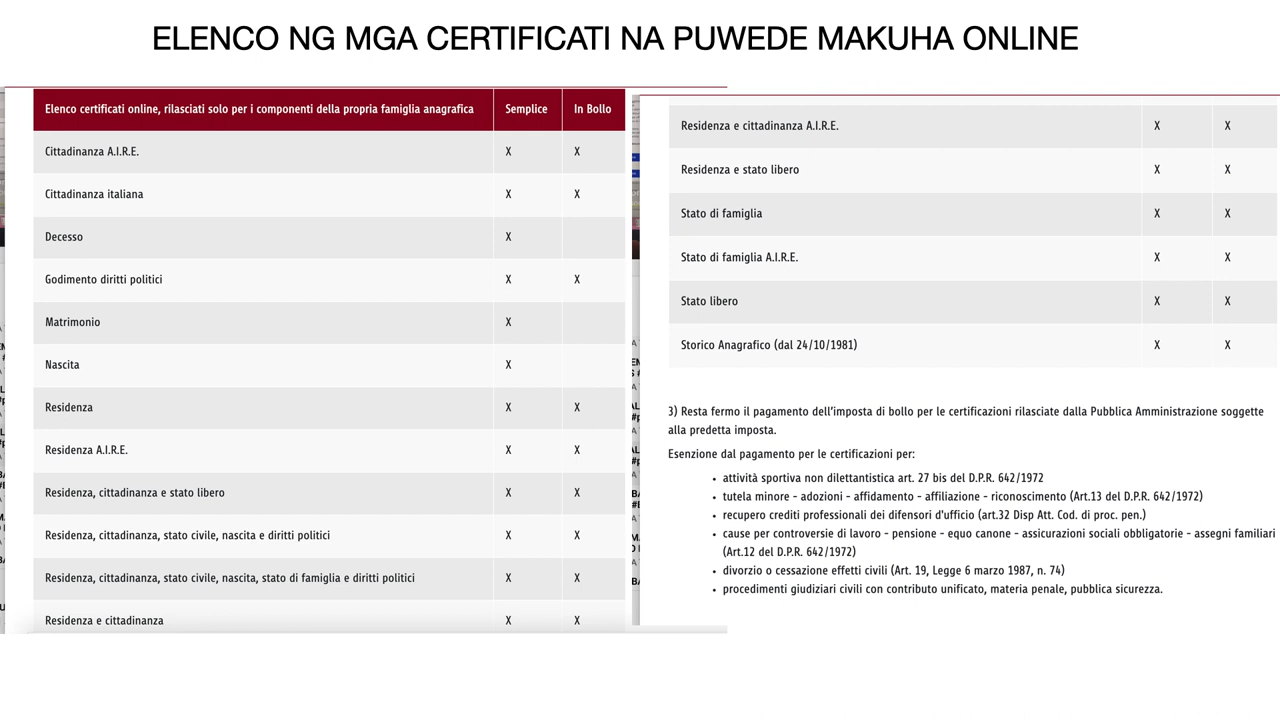 ELENCO NG MGA CERTIFICATI NA PUWEDE MAKUHA ONLINE
Elenco certificati online, rilasciati solo per i componenti della propria famiglia anagrafica Semplice In Bollo
Cittadinanza A.I.R.E. X X
Cittadinanza italiana X X
Decesso X
Godimento diritti politici X X
Matrimonio X
Nascita X
Residenza X X
Residenza A.I.R.E. X X
Residenza, cittadinanza e stato libero X X
Residenza, cittadinanza, stato civile, nascita e diritti politici X X
Residenza, cittadinanza, stato civile, nascita, stato di famiglia e diritti politici X X
Residenza e cittadinanza X X
Residenza e cittadinanza A.I.R.E. X X
Residenza e stato libero X X
Stato di famiglia X X
Stato di famiglia A.I.R.E. X X
Stato libero X X
Storico Anagrafico (dal 24/10/1981) X X
3) Resta fermo il pagamento dell'imposta di bollo per le certificazioni rilasciate dalla Pubblica Amministrazione soggette
alla predetta imposta.
Esenzione dal pagamento per le certificazioni per:
• attività sportiva non dilettantistica art. 27 bis del D.P.R. 642/1972
• tutela minore - adozioni - affidamento - affiliazione - riconoscimento (Art.13 del D.P.R. 642/1972)
• recupero crediti professionali dei difensori d'ufficio (art.32 Disp Att. Cod. di proc. pen.)
• cause per controversie di lavoro - pensione - equo canone - assicurazioni sociali obbligatorie - assegni familiari
(Art.12 del D.P.R. 642/1972)
• divorzio o cessazione effetti civili (Art. 19, Legge 6 marzo 1987, n. 74)
• procedimenti giudiziari civili con contributo unificato, materia penale, pubblica sicurezza.